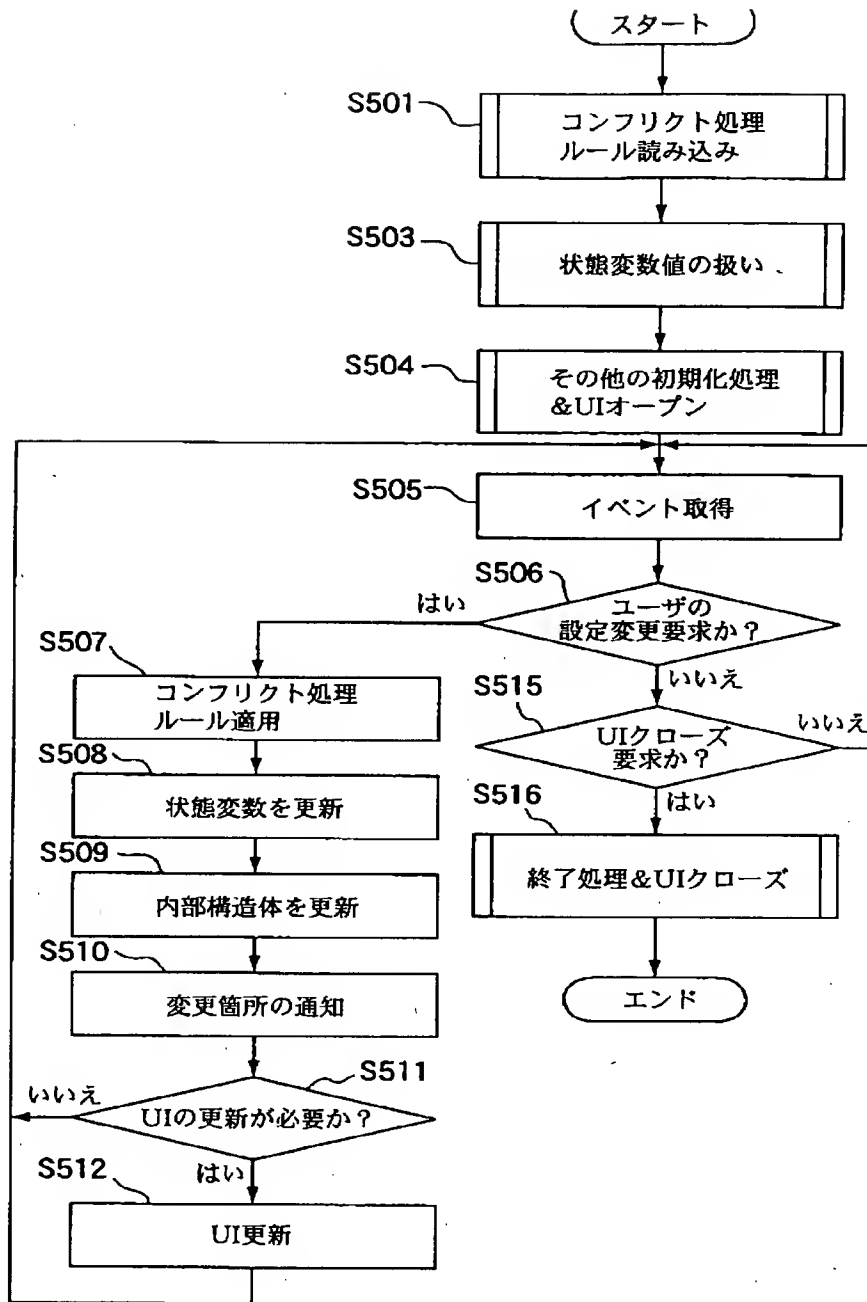 スタート
S501
コンフリクト処理
ルール読み込み
S503
状態変数値の扱い
S504
その他の初期化処理
&UIオープン
S505
イベント取得
S506
ユーザの
設定変更要求か?
はい
いいえ
S507
コンフリクト処理
ルール適用
S508
状態変数を更新
S509
内部構造体を更新
S510
変更箇所の通知
S511
UIの更新が必要か?
いいえ
はい
S512
UI更新
S515
UIクローズ
要求か?
いいえ
はい
S516
終了処理&UIクローズ
エンド